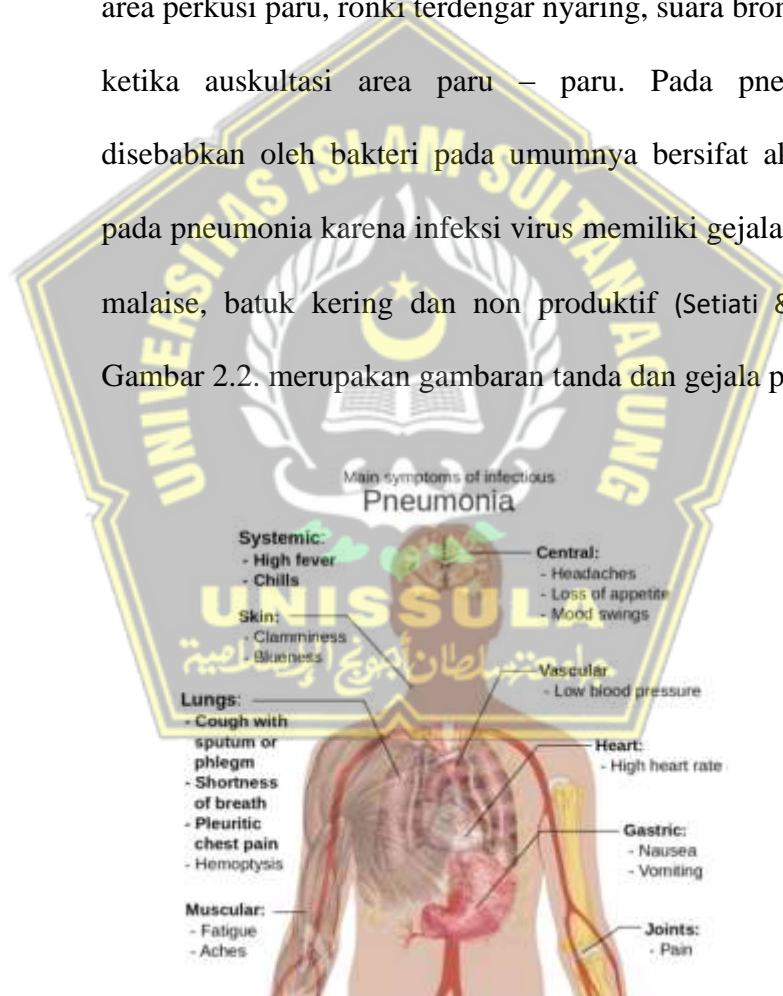 area perkusi paru, ronki terdengar nyaring, suara bron
ketika auskultasi area paru – paru. Pada pne
disebabkan oleh bakteri pada umumnya bersifat a
pada pneumonia karena infeksi virus memiliki gejala
malaise, batuk kering dan non produktif (Setiati &
Gambar 2.2. merupakan gambaran tanda dan gejala p
UNIVERSITAS ISLAM SULTAN AGUNG
UNISSULA
جامعتنسلطان أجونج الإسلامية
Main symptoms of infectious
Pneumonia
Systemic:
- High fever
- Chills
Skin:
- Clamminess
- Blueness
Lungs:
- Cough with
sputum or
phlegm
- Shortness
of breath
- Pleuritic
chest pain
- Hemoptysis
Muscular:
- Fatigue
- Aches
Central:
- Headaches
- Loss of appetite
- Mood swings
Vascular
- Low blood pressure
Heart:
- High heart rate
Gastric:
- Nausea
- Vomiting
Joints:
- Pain